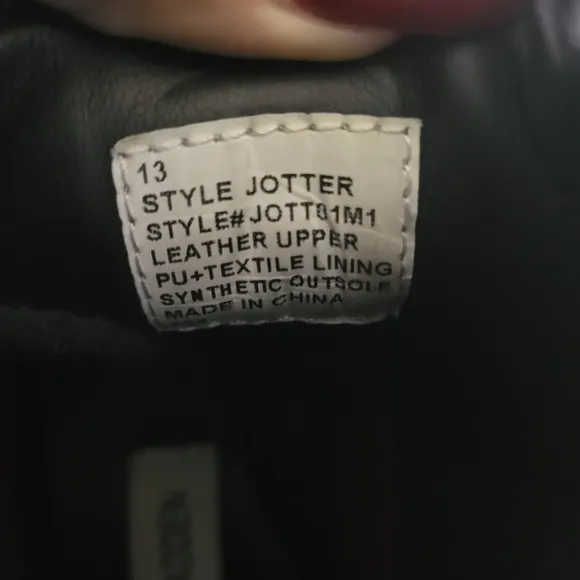 13
STYLE JOTTER
STYLE# JOTT01M1
LEATHER UPPER
PU+TEXTILE LINING
SYNTHETIC OUTSOLE
MADE IN CHINA